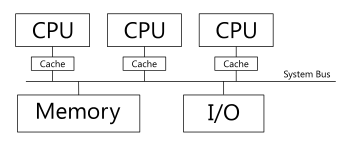 CPU CPU CPU
Cache Cache Cache
System Bus
Memory I/O